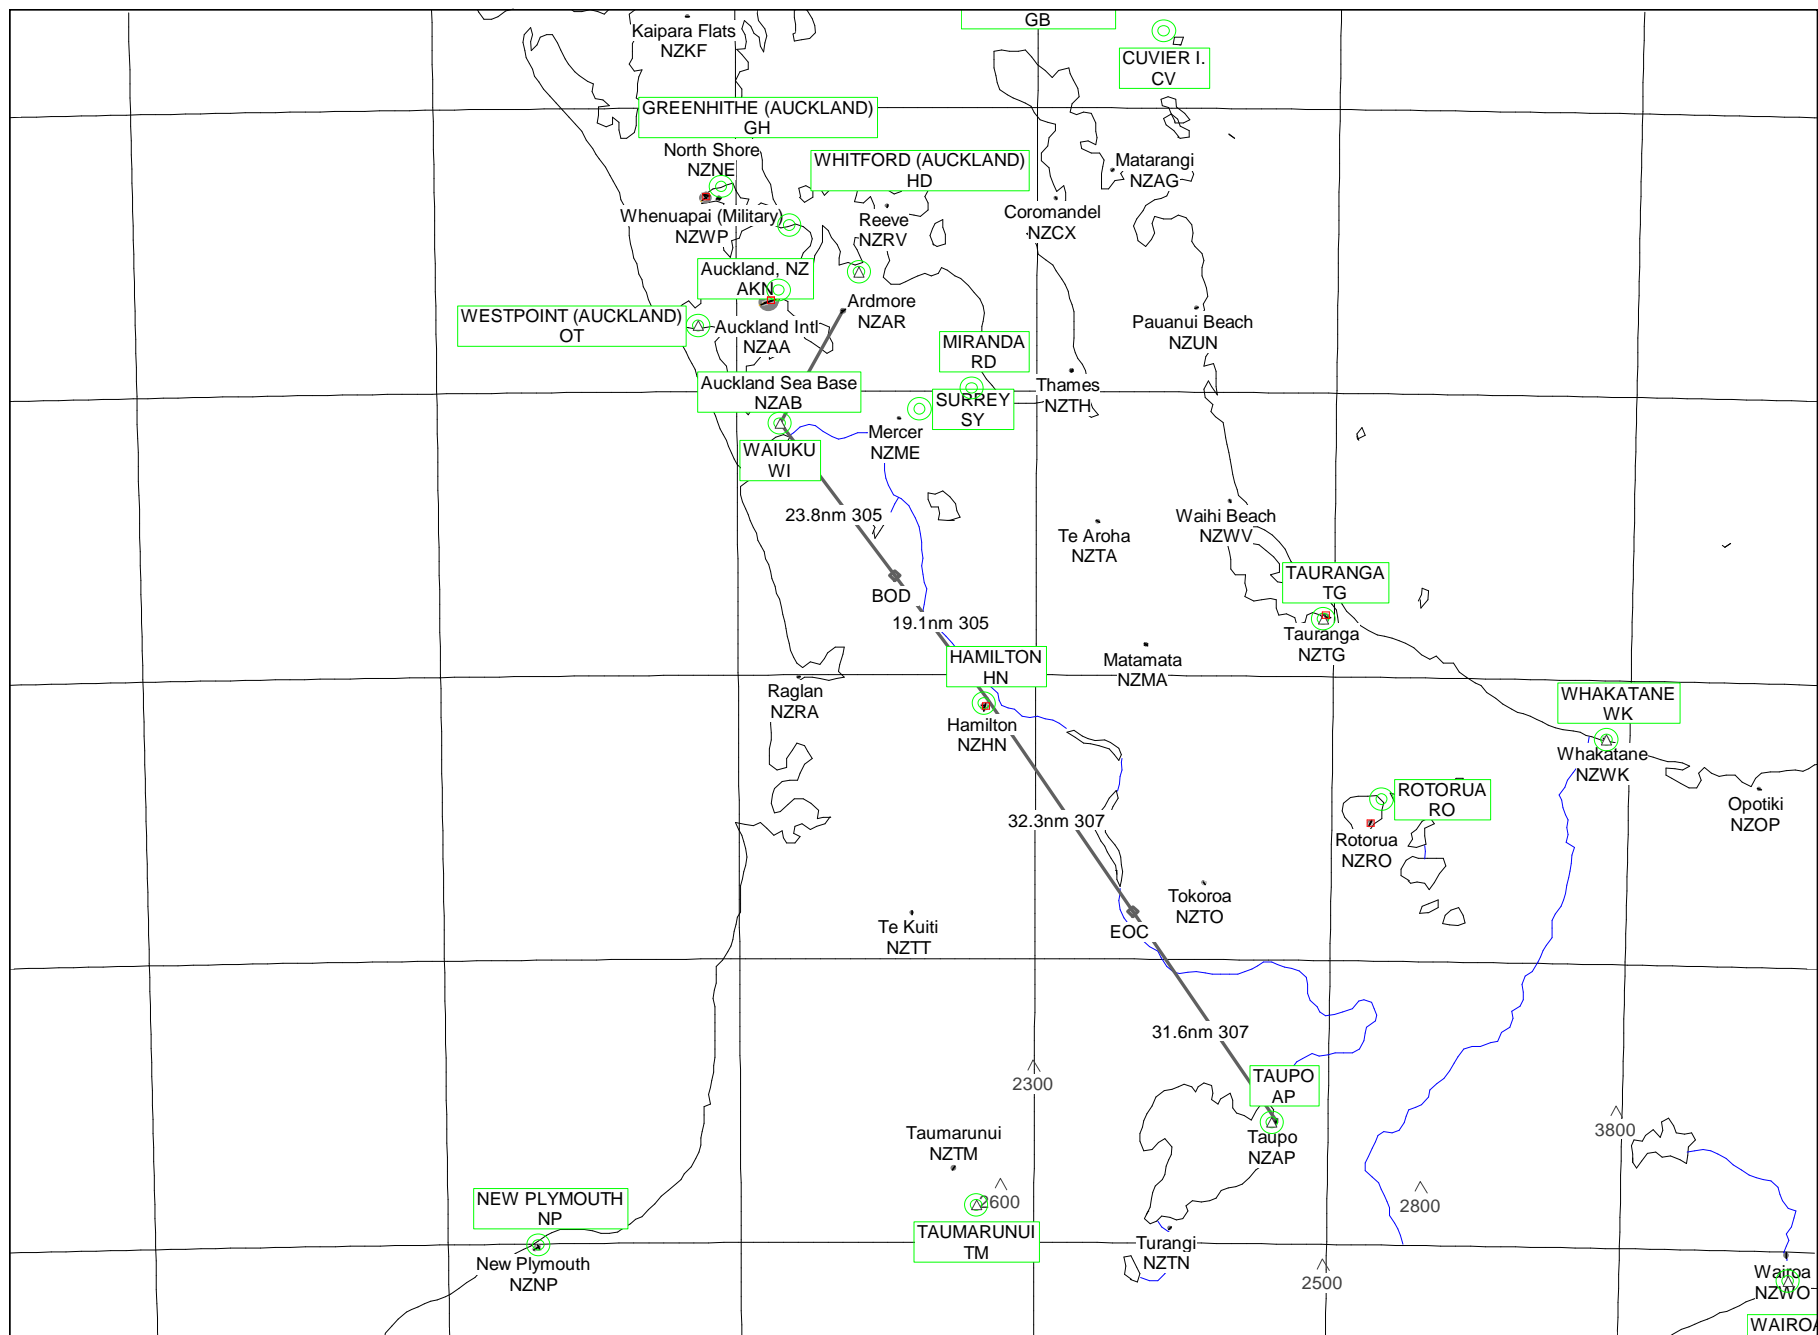 Kaipara Flats
NZKF
GB
CUVIER I.
CV
GREENHITHE (AUCKLAND)
GH
North Shore
NZNE
WHITFORD (AUCKLAND)
HD
Matarangi
NZAG
Whenuapai (Military)
NZWP
Reeve
NZRV
Coromandel
NZCX
Auckland, NZ
AKN
Ardmore
NZAR
WESTPOINT (AUCKLAND)
OT
Auckland Intl
NZAA
Pauanui Beach
NZUN
MIRANDA
RD
Auckland Sea Base
NZAB
Thames
NZTH
SURREY
SY
Mercer
NZME
WAIUKU
WI
23.8nm 305
Waihi Beach
NZWV
Te Aroha
NZTA
TAURANGA
TG
BOD
19.1nm 305
Tauranga
NZTG
HAMILTON
HN
Matamata
NZMA
Raglan
NZRA
WHAKATANE
WK
Hamilton
NZHN
Whakatane
NZWK
ROTORUA
RO
Opotiki
NZOP
32.3nm 307
Rotorua
NZRO
Tokoroa
NZTO
Te Kuiti
NZTT
EOC
31.6nm 307
2300
TAUPO
AP
Taumarunui
NZTM
Taupo
NZAP
3800
NEW PLYMOUTH
NP
2600
2800
TAUMARUNUI
TM
Turangi
NZTN
New Plymouth
NZNP
2500
Wairoa
NZWO
WAIROA